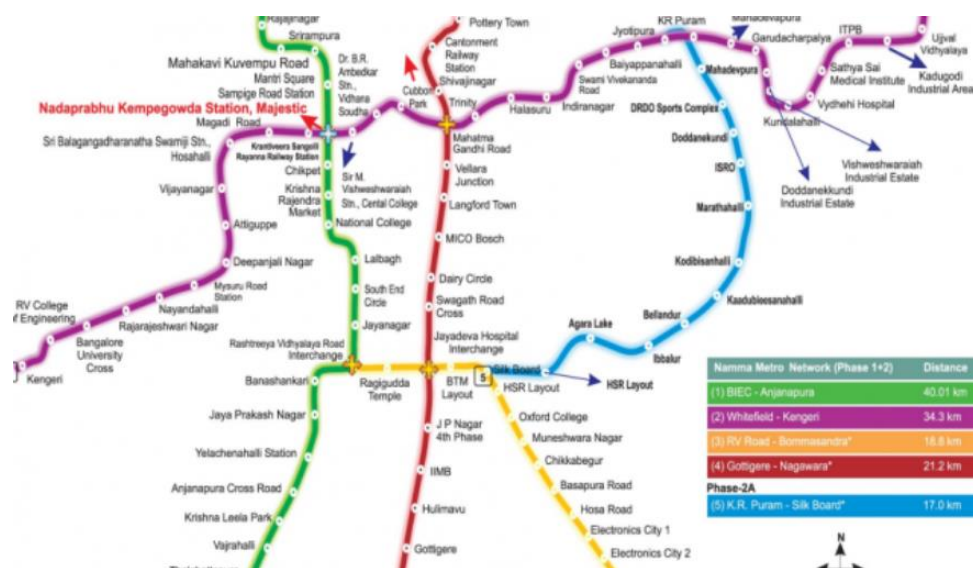 Rajajinagar
Srirampura
Mahakavi Kuvempu Road
Mantri Square
Sampige Road Station
Nadaprabhu Kempegowda Station, Majestic
Magadi Road
Sri Balagangadharanatha Swamiji Stn.,
Hosahalli
Vijayanagar
Attiguppe
Deepanjali Nagar
Mysuru Road
Station
Nayandahalli
Rajarajeshwari Nagar
RV College
Engineering
Bangalore
University
Cross
Kengeri
Krantiveera Sangolli
Rayanna Railway Station
Chikpet
Krishna
Rajendra
Market
National College
Lalbagh
South End
Circle
Jayanagar
Rashtreeya Vidhyalaya Road
Interchange
Banashankari
Jaya Prakash Nagar
Yelachenahalli Station
Anjanapura Cross Road
Krishna Leela Park
Vajrahalli
Dr. B.R.
Ambedkar
Stn.,
Vidhara
Soudha
Sir M.
Vishweshwaraiah
Stn., Cental College
Cubbon
Park
Pottery Town
Cantonment
Railway
Station
Shivajinagar
Trinity
Mahatma
Gandhi Road
Vellara
Junction
Langford Town
MICO Bosch
Dairy Circle
Swagath Road
Cross
Jayadeva Hospital
Interchange
J P Nagar
4th Phase
IIMB
Hulimavu
Gottigere
Ragigudda
Temple
BTM
Layout
5
Silk Board
HSR Layout
HSR Layout
Oxford College
Muneshwara Nagar
Chikkabegur
Basapura Road
Hosa Road
Electronics City 1
Electronics City 2
Halasuru
Indiranagar
Swami Vivekananda
Road
Baiyappanahalli
Jyotipura
KR Puram
Mahadevapura
Garudacharpalya
ITPB
Ujjval
Vidhyalaya
Kadugodi
Industrial Area
Sathya Sai
Medical Institute
Vydehi Hospital
Kundalahalli
Vishweshwaraiah
Industrial Estate
Doddanekkundi
Industrial Estate
Mahadevpura
DRDO Sports Complex
Doddanekundi
ISRO
Marathahalli
Kodibisanhalli
Kaadubieesanahalli
Bellandur
Ibbalur
Agara Lake
Namma Metro Network (Phase 1+2) Distance
(1) BIEC - Anjanapura 40.01 km
(2) Whitefield - Kengeri 34.3 km
(3) RV Road - Bommasandra* 18.8 km
(4) Gottigere - Nagawara* 21.2 km
Phase-2A
(5) K.R. Puram - Silk Board* 17.0 km
N